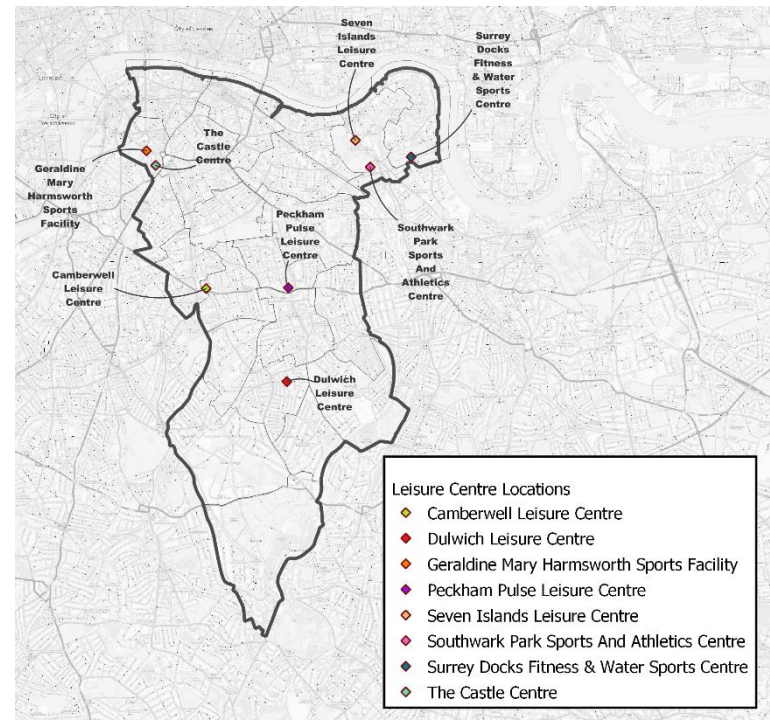 City of London
Seven
Islands
Leisure
Centre
Surrey
Docks
Fitness
& Water
Sports
Centre
The
Castle
Centre
Geraldine
Mary
Harmsworth
Sports
Facility
Peckham
Pulse
Leisure
Centre
Southwark
Park
Sports
And
Athletics
Centre
Camberwell
Leisure
Centre
Dulwich
Leisure
Centre
Leisure Centre Locations
Camberwell Leisure Centre
Dulwich Leisure Centre
Geraldine Mary Harmsworth Sports Facility
Peckham Pulse Leisure Centre
Seven Islands Leisure Centre
Southwark Park Sports And Athletics Centre
Surrey Docks Fitness & Water Sports Centre
The Castle Centre